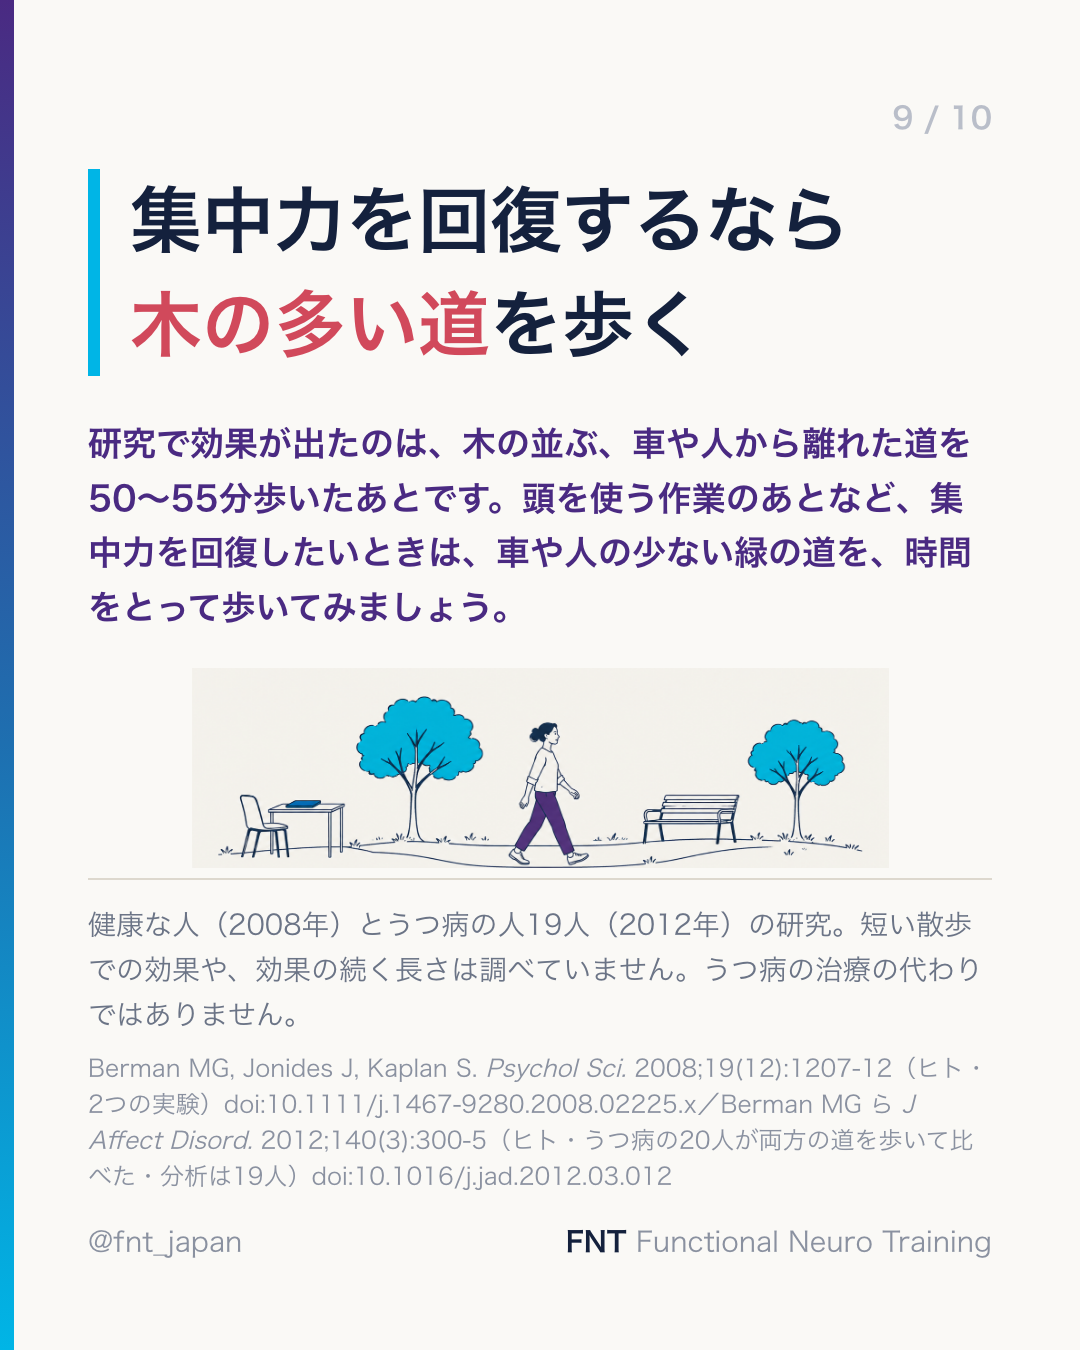 9 / 10
集中力を回復するなら
木の多い道を歩く
研究で効果が出たのは、木の並ぶ、車や人から離れた道を
50〜55分歩いたあとです。頭を使う作業のあとなど、集
中力を回復したいときは、車や人の少ない緑の道を、時間
をとって歩いてみましょう。
健康な人（2008年）とうつ病の人19人（2012年）の研究。短い散歩
での効果や、効果の続く長さは調べていません。うつ病の治療の代わり
ではありません。
Berman MG, Jonides J, Kaplan S. Psychol Sci. 2008;19(12):1207-12（ヒト・
2つの実験）doi:10.1111/j.1467-9280.2008.02225.x／Berman MG ら J
Affect Disord. 2012;140(3):300-5（ヒト・うつ病の20人が両方の道を歩いて比
べた・分析は19人）doi:10.1016/j.jad.2012.03.012
@fnt_japan
FNT Functional Neuro Training